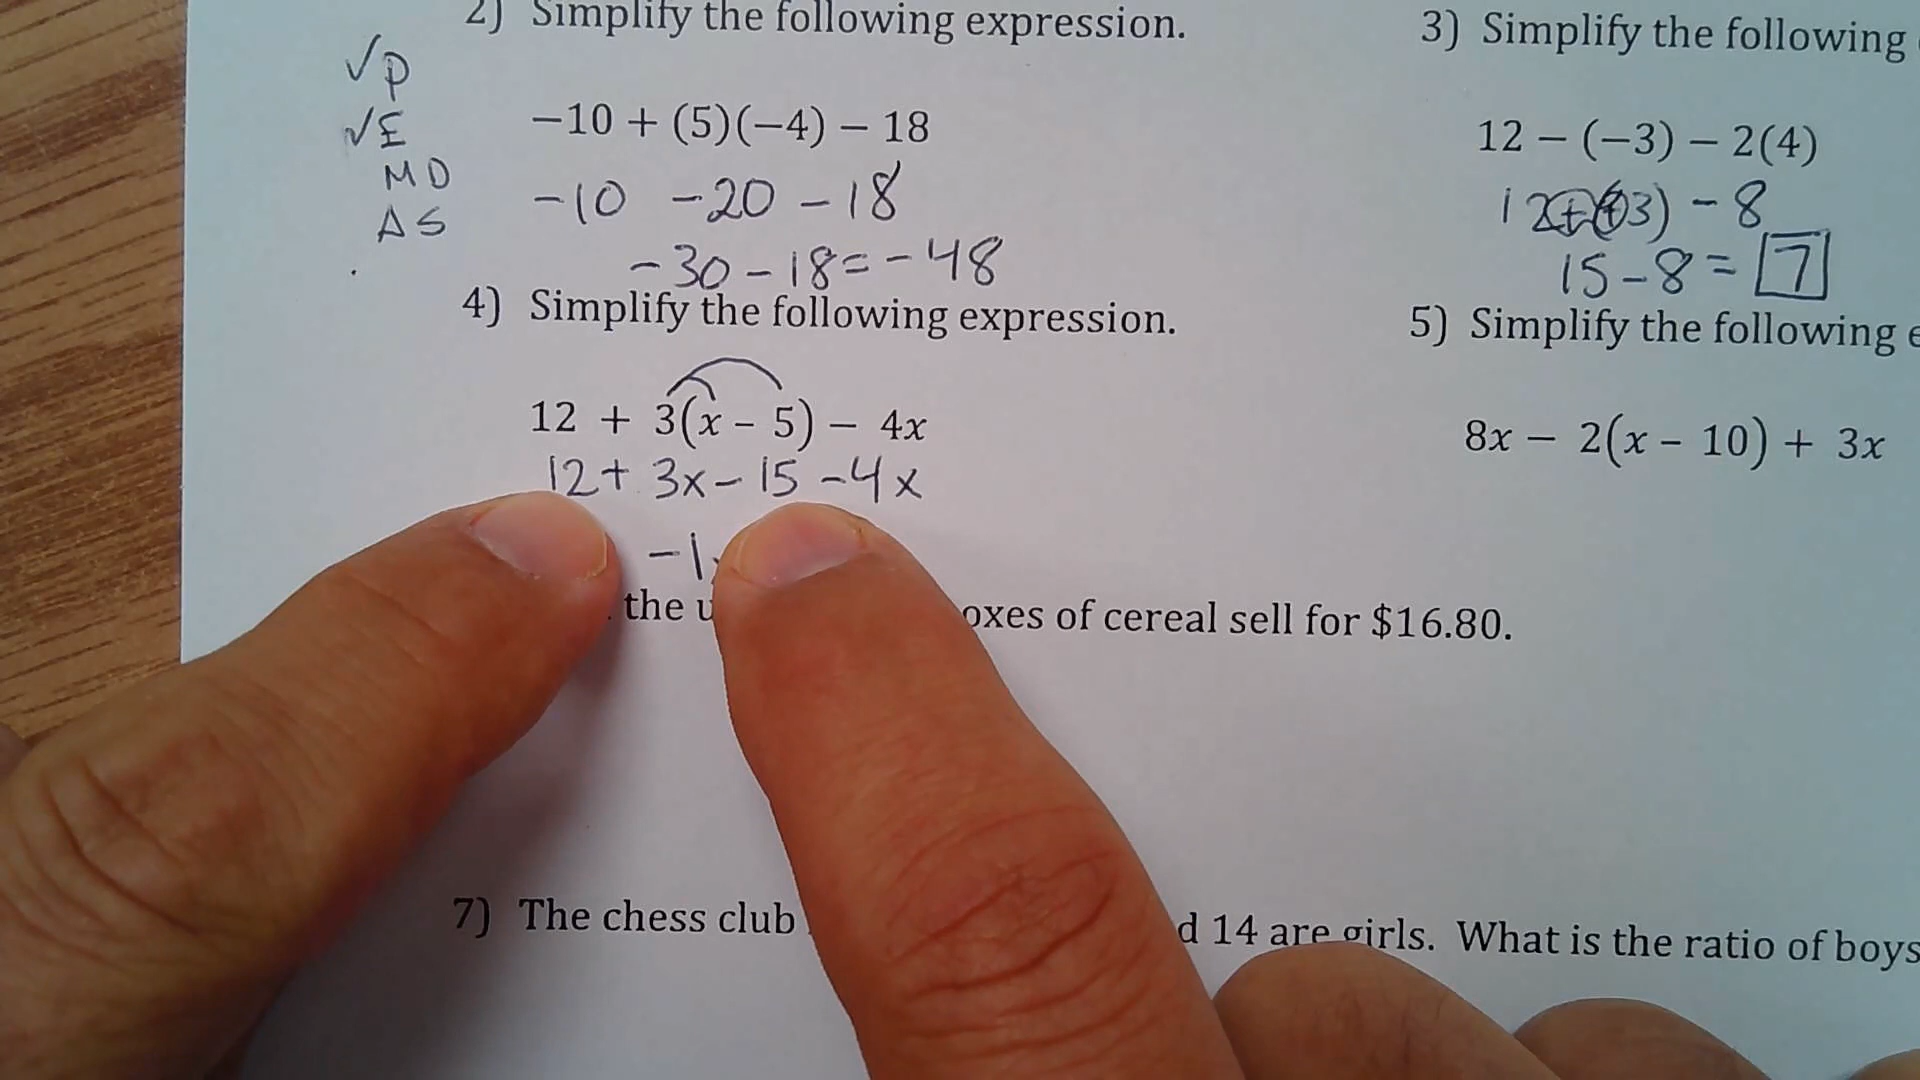 2) Simplify the following expression.
√P
√E
MD
AS
−10 + (5)(−4) − 18
-10 -20 -18
-30-18=-48
3) Simplify the following
12 − (−3) − 2(4)
12+(+3) -8
15-8=7
4) Simplify the following expression.
12 + 3(x − 5) − 4x
12+ 3x-15-4x
-1
5) Simplify the following
8x − 2(x − 10) + 3x
the
of cereal sell for $16.80.
7) The chess club
14 are girls. What is the ratio of boys